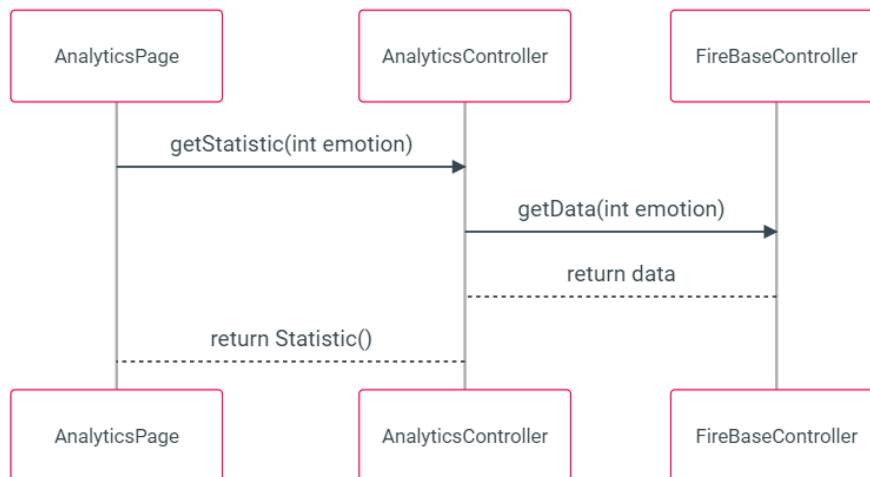 AnalyticsPage
AnalyticsController
FireBaseController
getStatistic(int emotion)
getData(int emotion)
return data
return Statistic()
AnalyticsPage
AnalyticsController
FireBaseController